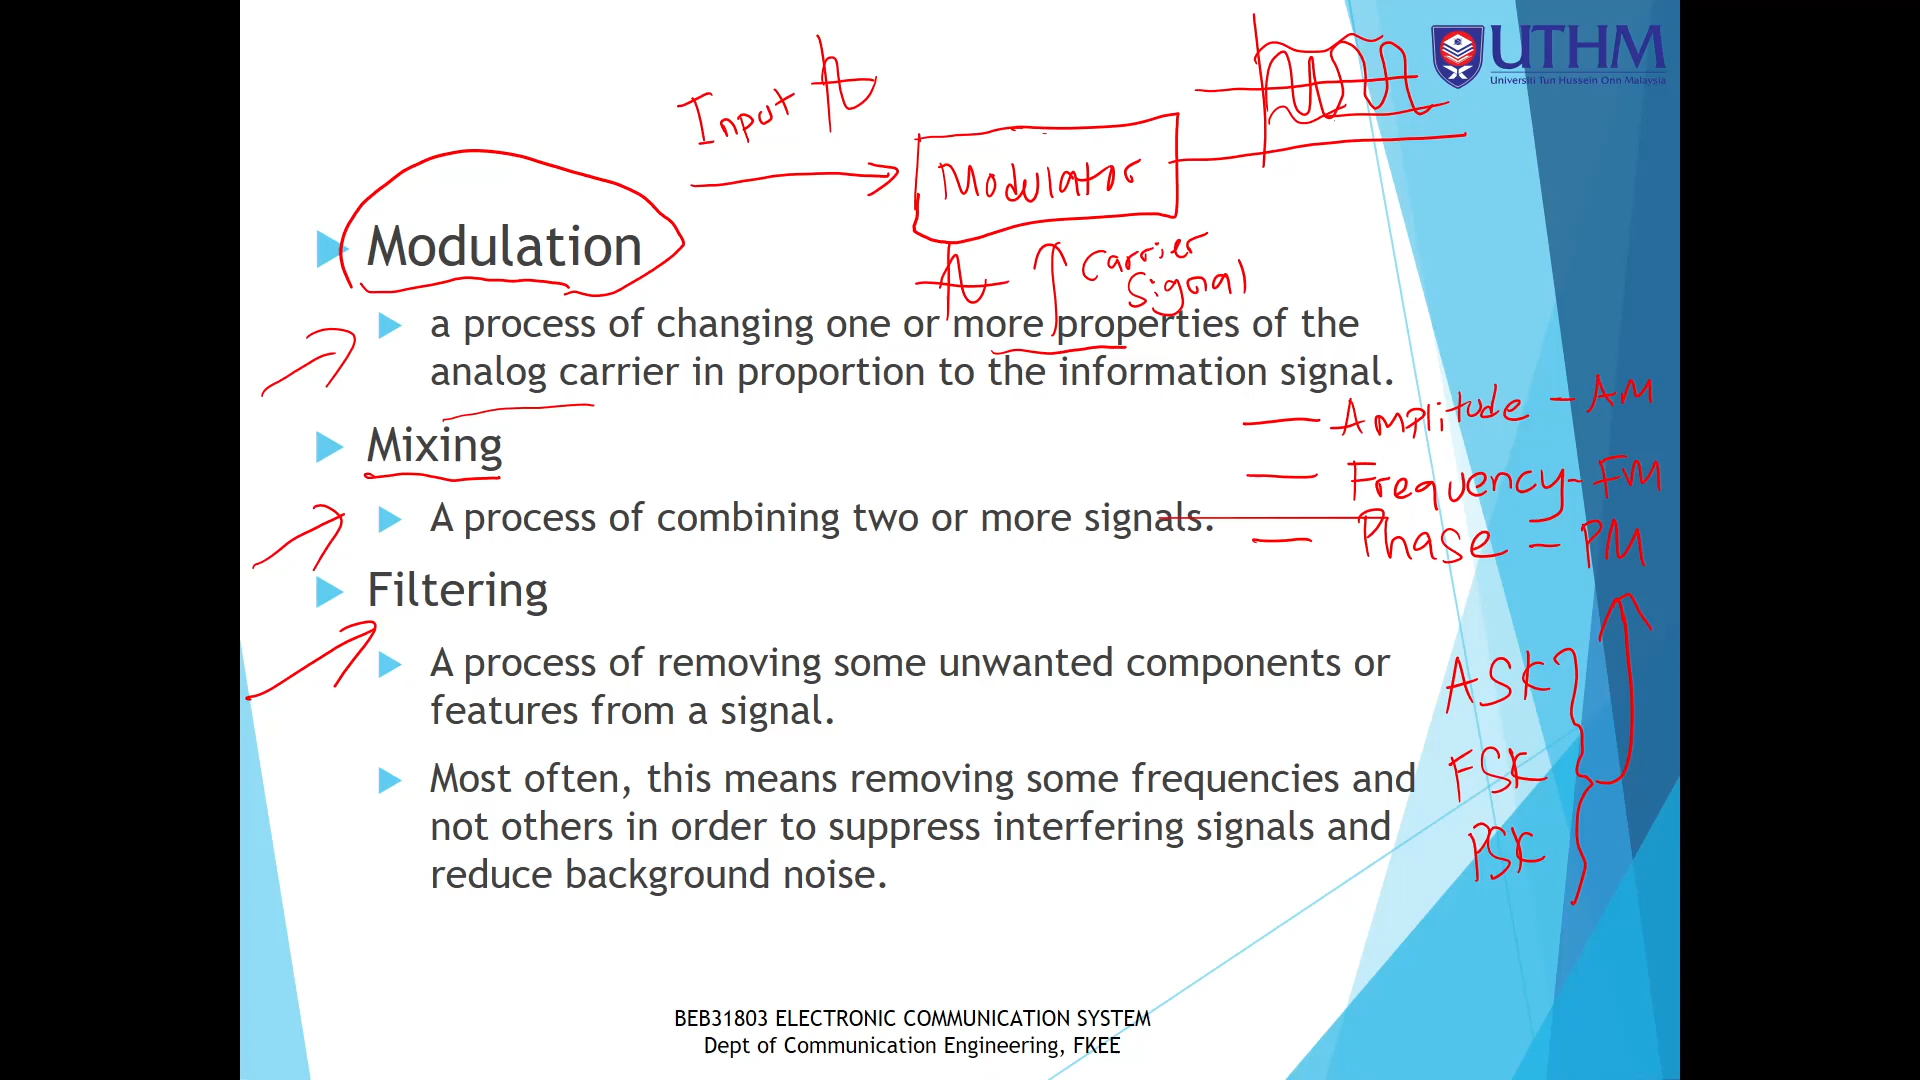 UTHM
Universiti Tun Hussein Onn Malaysia
Input
Modulator
Carrier
Signal
Modulation
a process of changing one or more properties of the
analog carrier in proportion to the information signal.
Amplitude - AM
Mixing
Frequency - FM
A process of combining two or more signals.
Phase - PM
Filtering
A process of removing some unwanted components or
features from a signal.
ASK
Most often, this means removing some frequencies and
not others in order to suppress interfering signals and
reduce background noise.
FSK
PSK
BEB31803 ELECTRONIC COMMUNICATION SYSTEM
Dept of Communication Engineering, FKEE